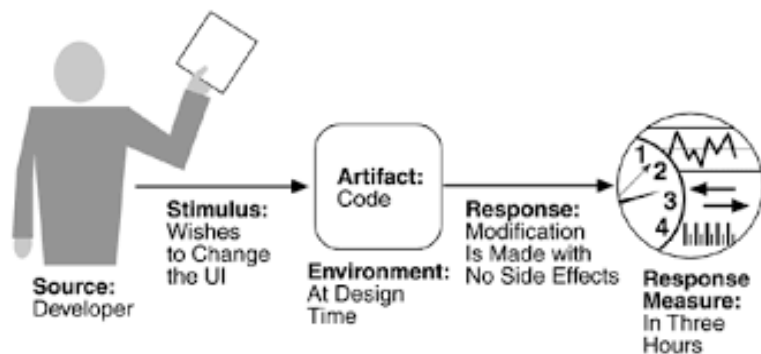 Source:
Developer
Stimulus:
Wishes
to Change
the UI
Artifact:
Code
Environment:
At Design
Time
Response:
Modification
Is Made with
No Side Effects
1
2
3
4
Response
Measure:
In Three
Hours